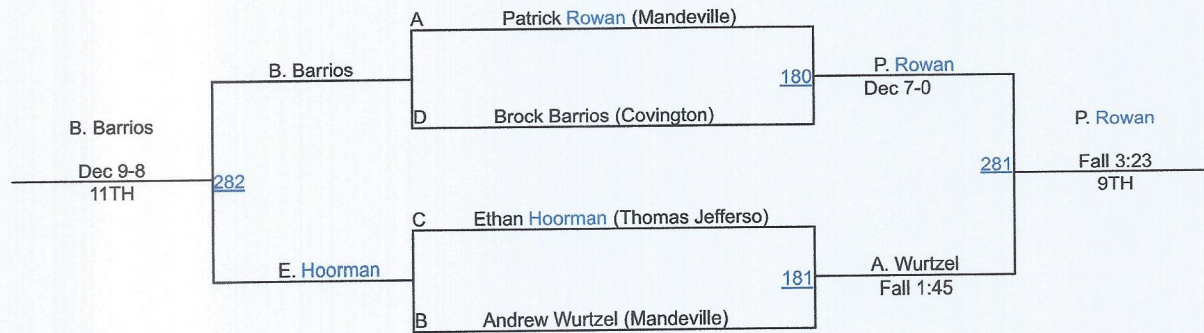 A Patrick Rowan (Mandeville)
B. Barrios
180
P. Rowan
Dec 7-0
D Brock Barrios (Covington)
B. Barrios
Dec 9-8
11TH
282
P. Rowan
281
Fall 3:23
9TH
C Ethan Hoorman (Thomas Jefferso)
E. Hoorman
181
A. Wurtzel
Fall 1:45
B Andrew Wurtzel (Mandeville)